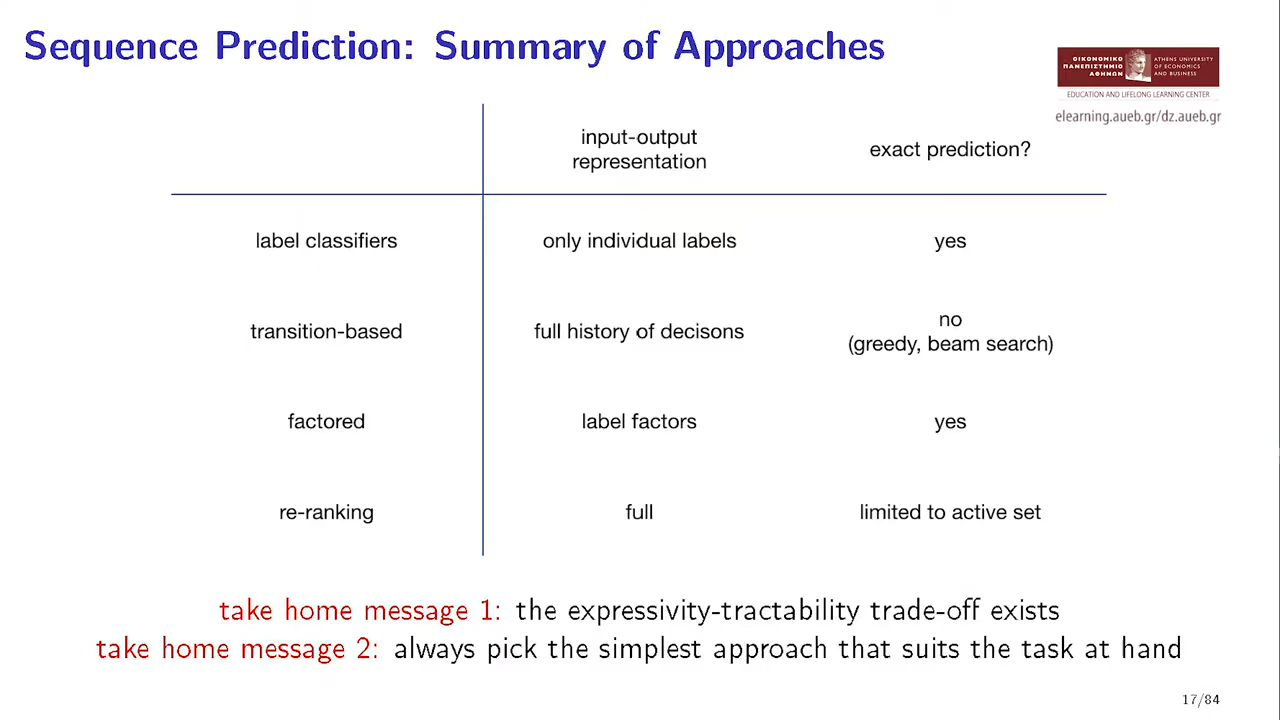 Sequence Prediction: Summary of Approaches
ΟΙΚΟΝΟΜΙΚΟ
ΠΑΝΕΠΙΣΤΗΜΙΟ
ΑΘΗΝΩΝ
ATHENS UNIVERSITY
OF ECONOMICS
AND BUSINESS
EDUCATION AND LIFELONG LEARNING CENTER
elearning.aueb.gr/dz.aueb.gr
input-output
representation
exact prediction?
label classifiers
only individual labels
yes
transition-based
full history of decisons
no
(greedy, beam search)
factored
label factors
yes
re-ranking
full
limited to active set
take home message 1: the expressivity-tractability trade-off exists
take home message 2: always pick the simplest approach that suits the task at hand
17/84